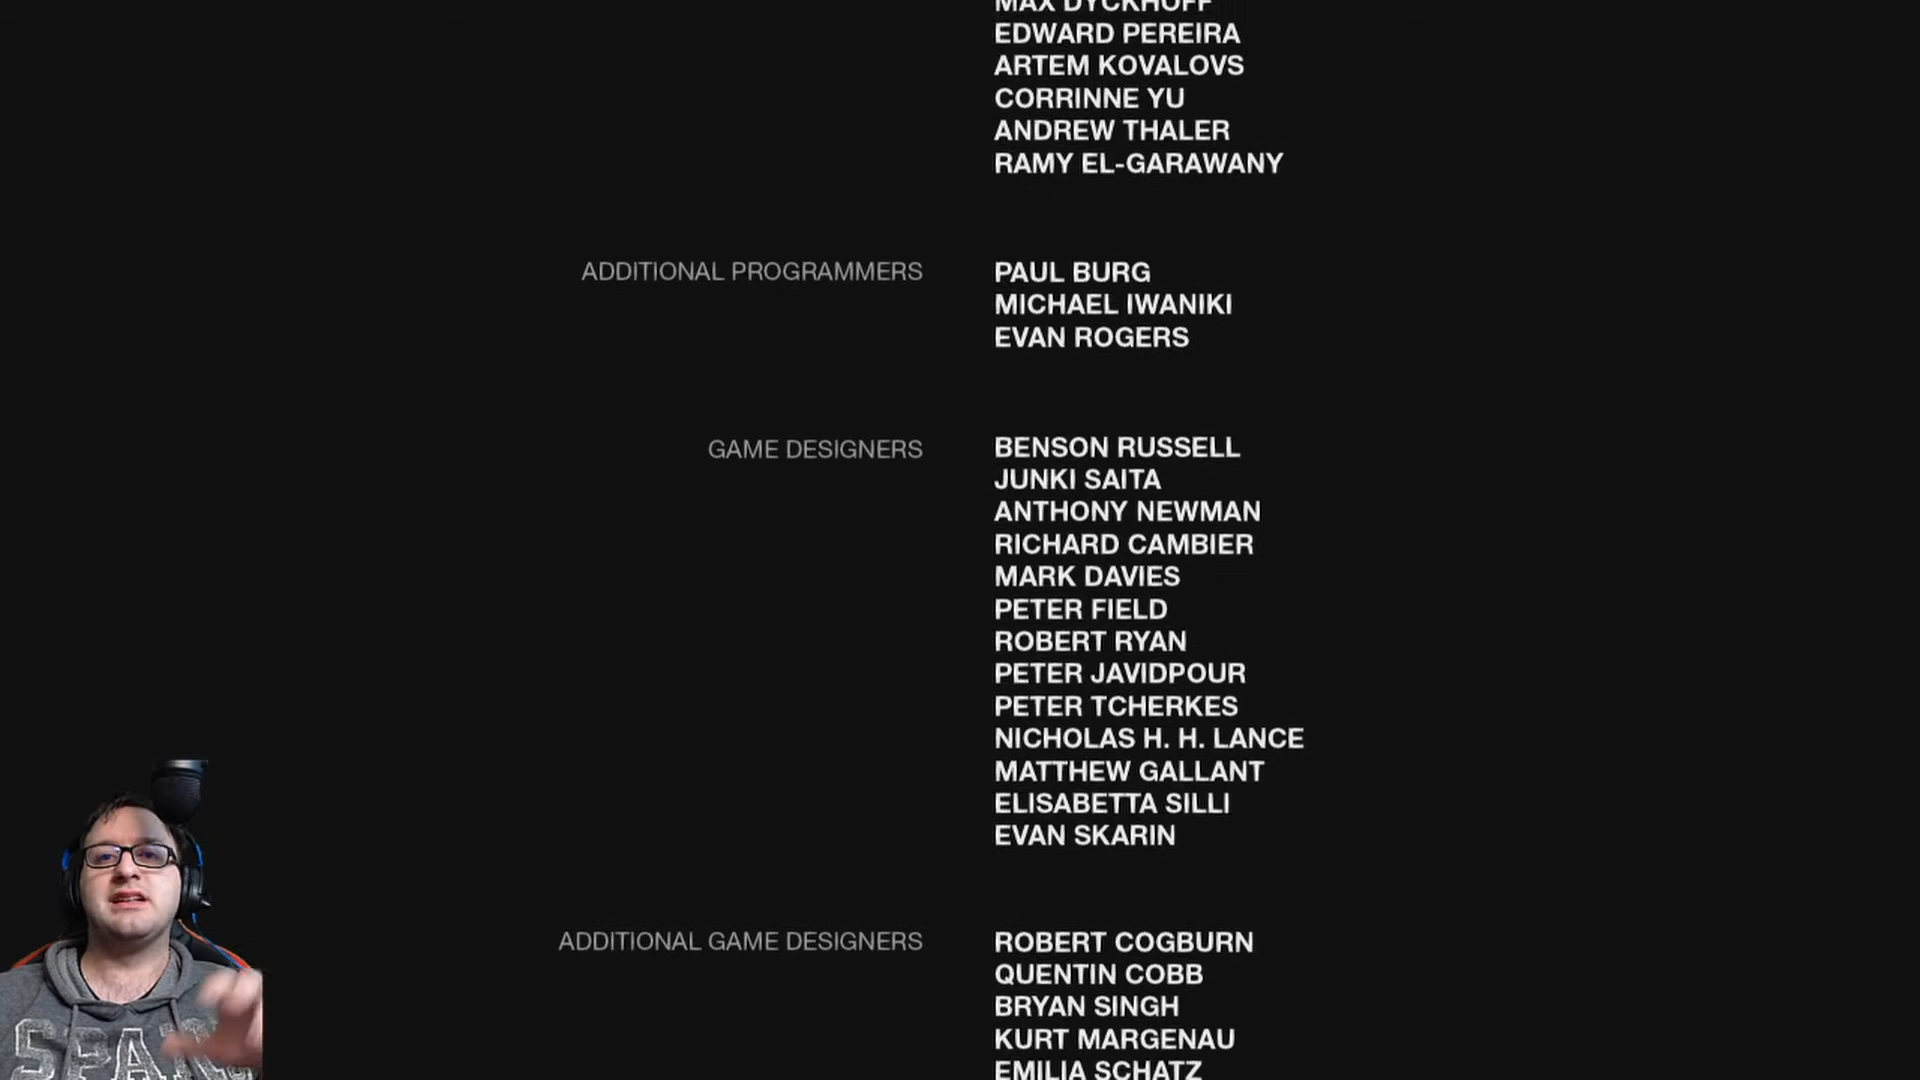 MAX DYCKHOFF
EDWARD PEREIRA
ARTEM KOVALOVS
CORRINNE YU
ANDREW THALER
RAMY EL-GARAWANY
ADDITIONAL PROGRAMMERS
PAUL BURG
MICHAEL IWANIKI
EVAN ROGERS
GAME DESIGNERS
BENSON RUSSELL
JUNKI SAITA
ANTHONY NEWMAN
RICHARD CAMBIER
MARK DAVIES
PETER FIELD
ROBERT RYAN
PETER JAVIDPOUR
PETER TCHERKES
NICHOLAS H. H. LANCE
MATTHEW GALLANT
ELISABETTA SILLI
EVAN SKARIN
ADDITIONAL GAME DESIGNERS
ROBERT COGBURN
QUENTIN COBB
BRYAN SINGH
KURT MARGENAU
EMILIA SCHATZ